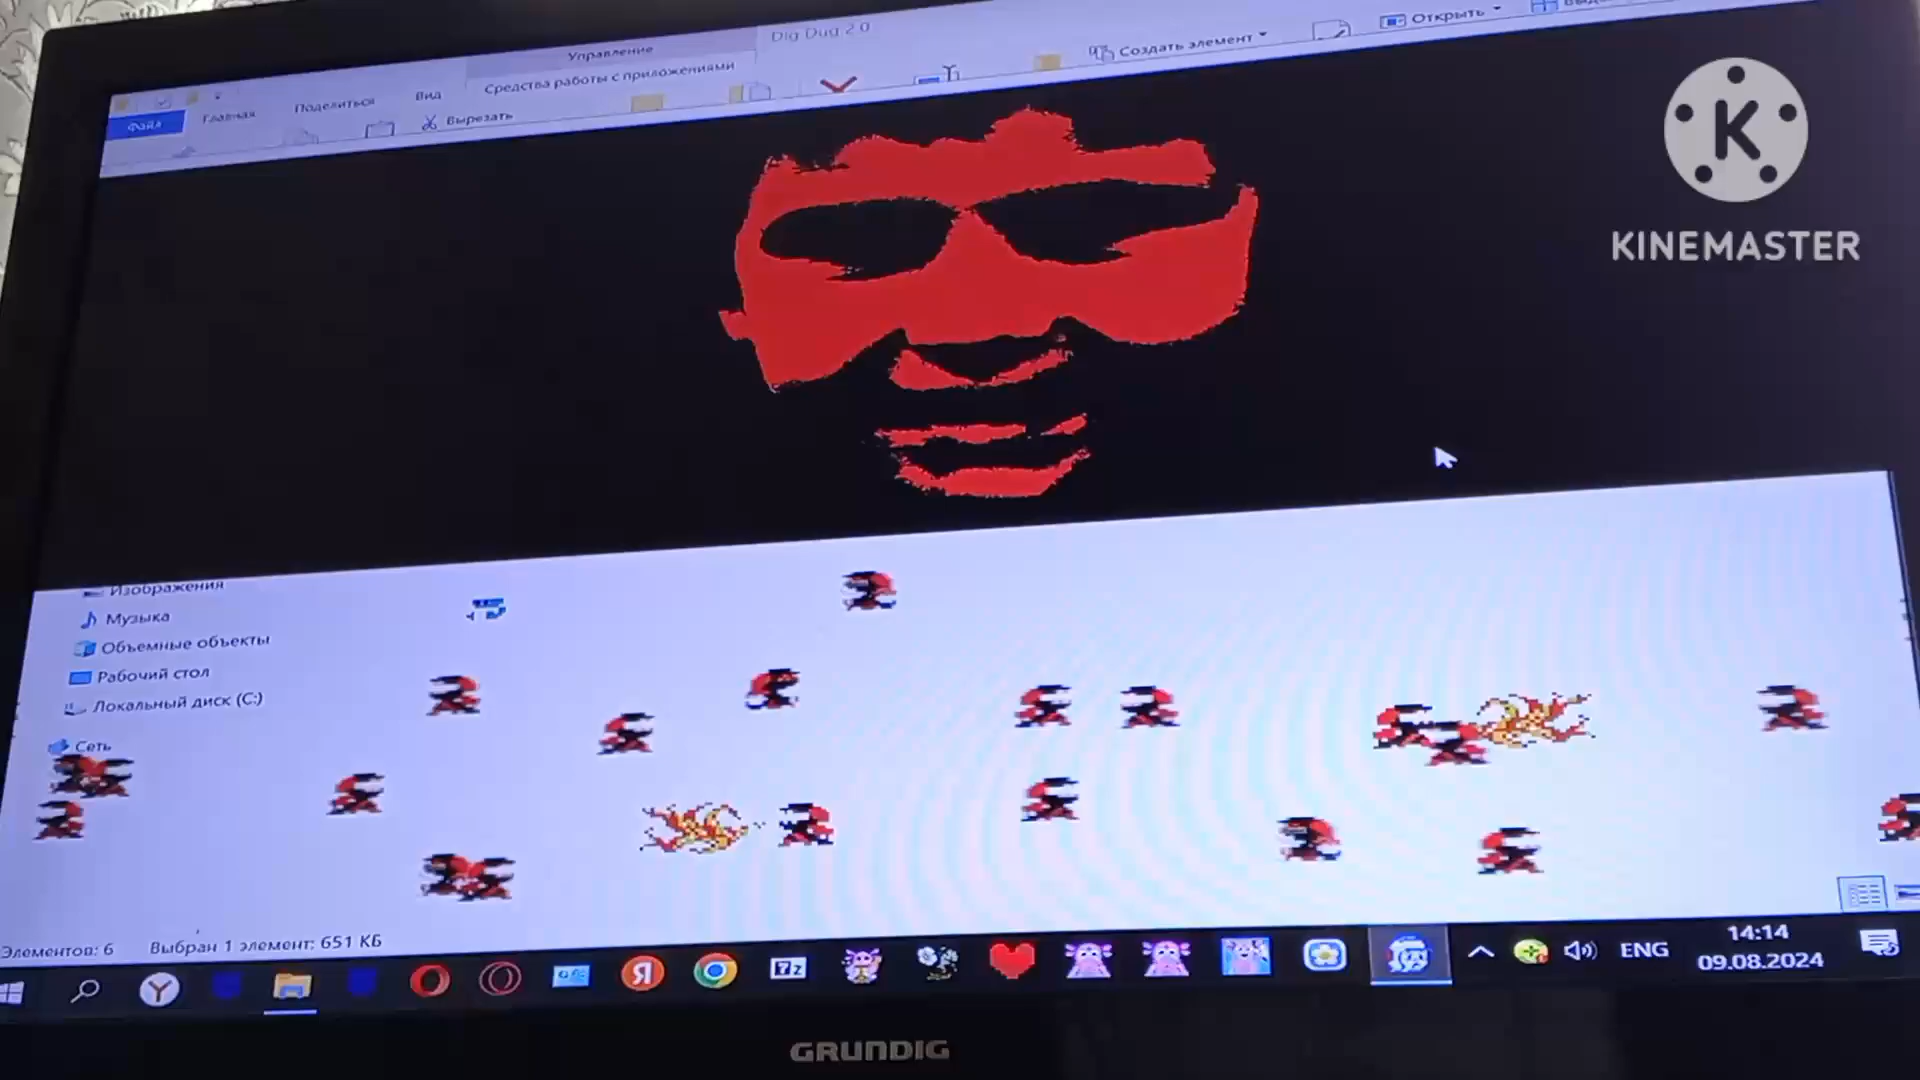 Dig Dug 2.0
Управление
Средства работы с приложениями
Файл
Главная
Поделиться
Вид
Вырезать
Создать элемент
Открыть
K
KINEMASTER
Изображения
Музыка
Объемные объекты
Рабочий стол
Локальный диск (C:)
Сеть
Элементов: 6
Выбран 1 элемент: 651 КБ
Y
Я
7z
ENG
14:14
09.08.2024
GRUNDIG